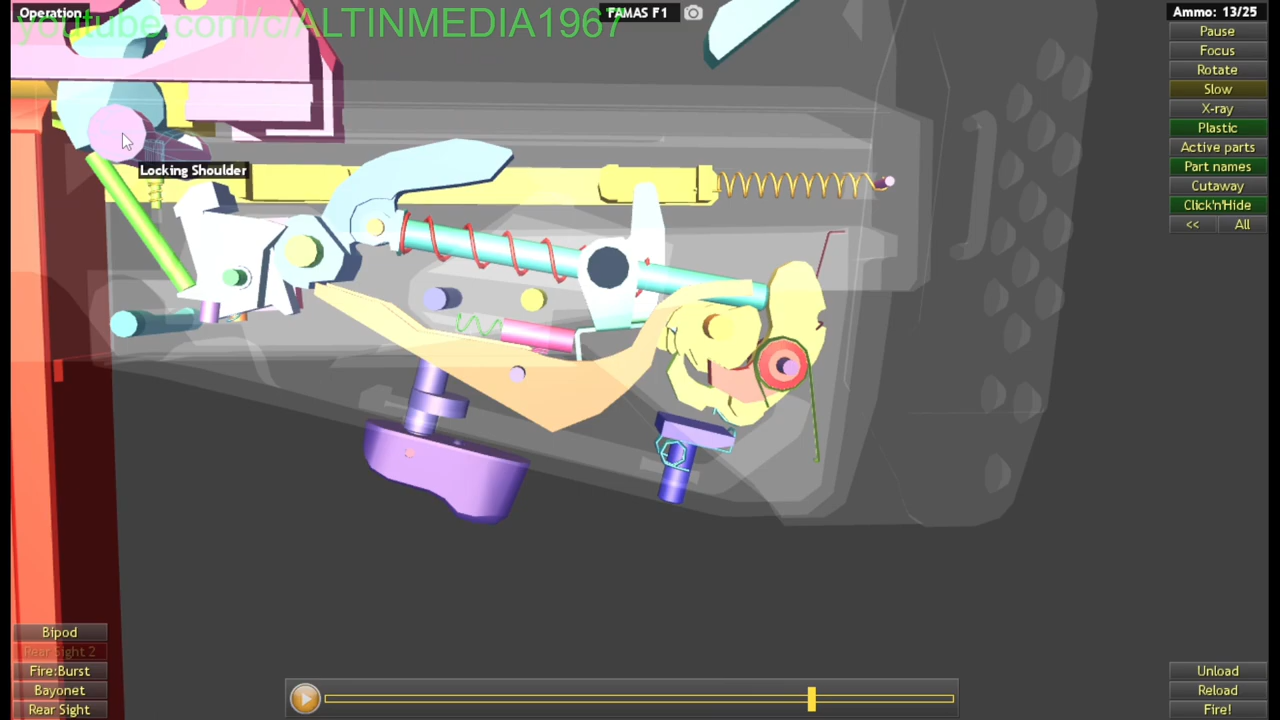 Operation
youtube.com/c/ALTINMEDIA1967
FAMAS F1
Ammo: 13/25
Pause
Focus
Rotate
Slow
X-ray
Plastic
Active parts
Part names
Cutaway
Click'n'Hide
<< All
Locking Shoulder
Bipod
Rear Sight 2
Fire:Burst
Bayonet
Rear Sight
Unload
Reload
Fire!